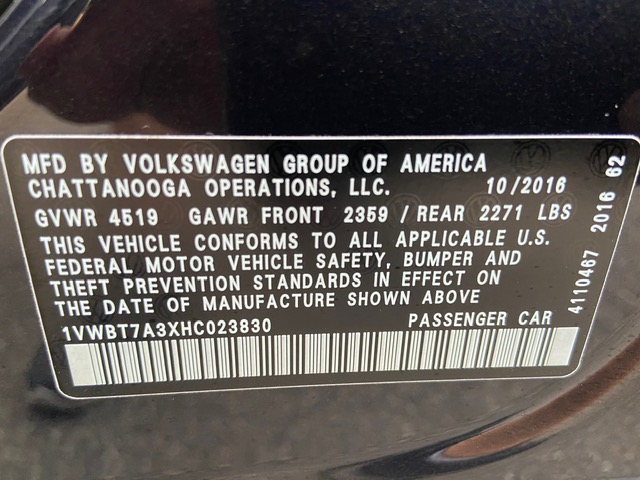 MFD BY VOLKSWAGEN GROUP OF AMERICA
CHATTANOOGA OPERATIONS, LLC. 10/2016
GVWR 4519 GAWR FRONT 2359 / REAR 2271 LBS
THIS VEHICLE CONFORMS TO ALL APPLICABLE U.S.
FEDERAL MOTOR VEHICLE SAFETY, BUMPER AND
THEFT PREVENTION STANDARDS IN EFFECT ON
THE DATE OF MANUFACTURE SHOWN ABOVE
1VWBT7A3XHC023830 PASSENGER CAR
4110467 2016 62